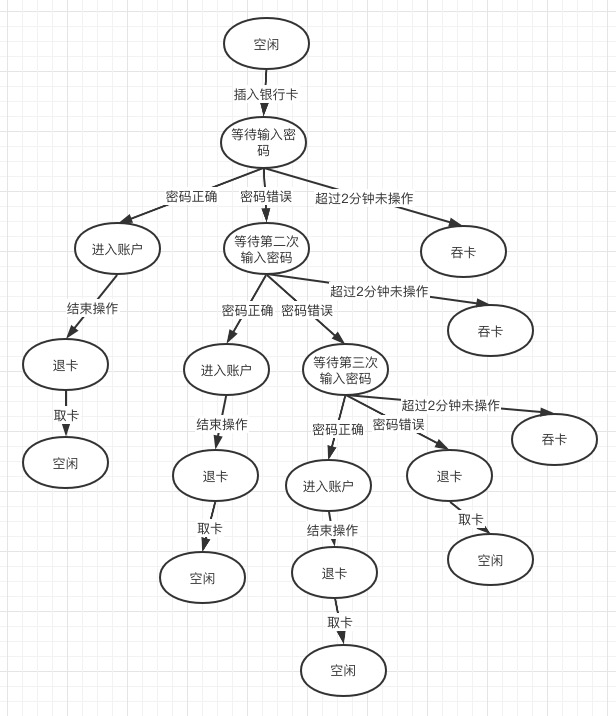 空闲
插入银行卡
等待输入密
码
密码正确
密码错误
超过2分钟未操作
进入账户
等待第二次
输入密码
吞卡
结束操作
密码正确
密码错误
超过2分钟未操作
退卡
进入账户
等待第三次
输入密码
吞卡
取卡
结束操作
密码正确
密码错误
超过2分钟未操作
空闲
退卡
进入账户
退卡
吞卡
取卡
结束操作
取卡
空闲
退卡
空闲
取卡
空闲